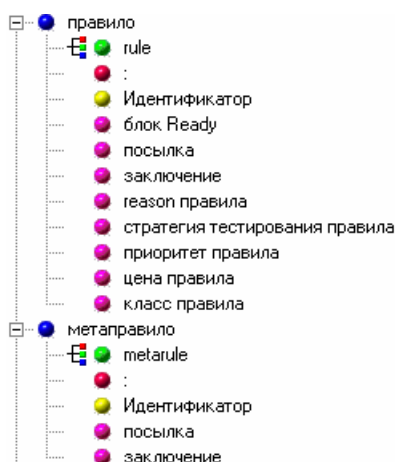 правило
rule
:
Идентификатор
блок Ready
посылка
заключение
reason правила
стратегия тестирования правила
приоритет правила
цена правила
класс правила
метаправило
metarule
:
Идентификатор
посылка
заключение